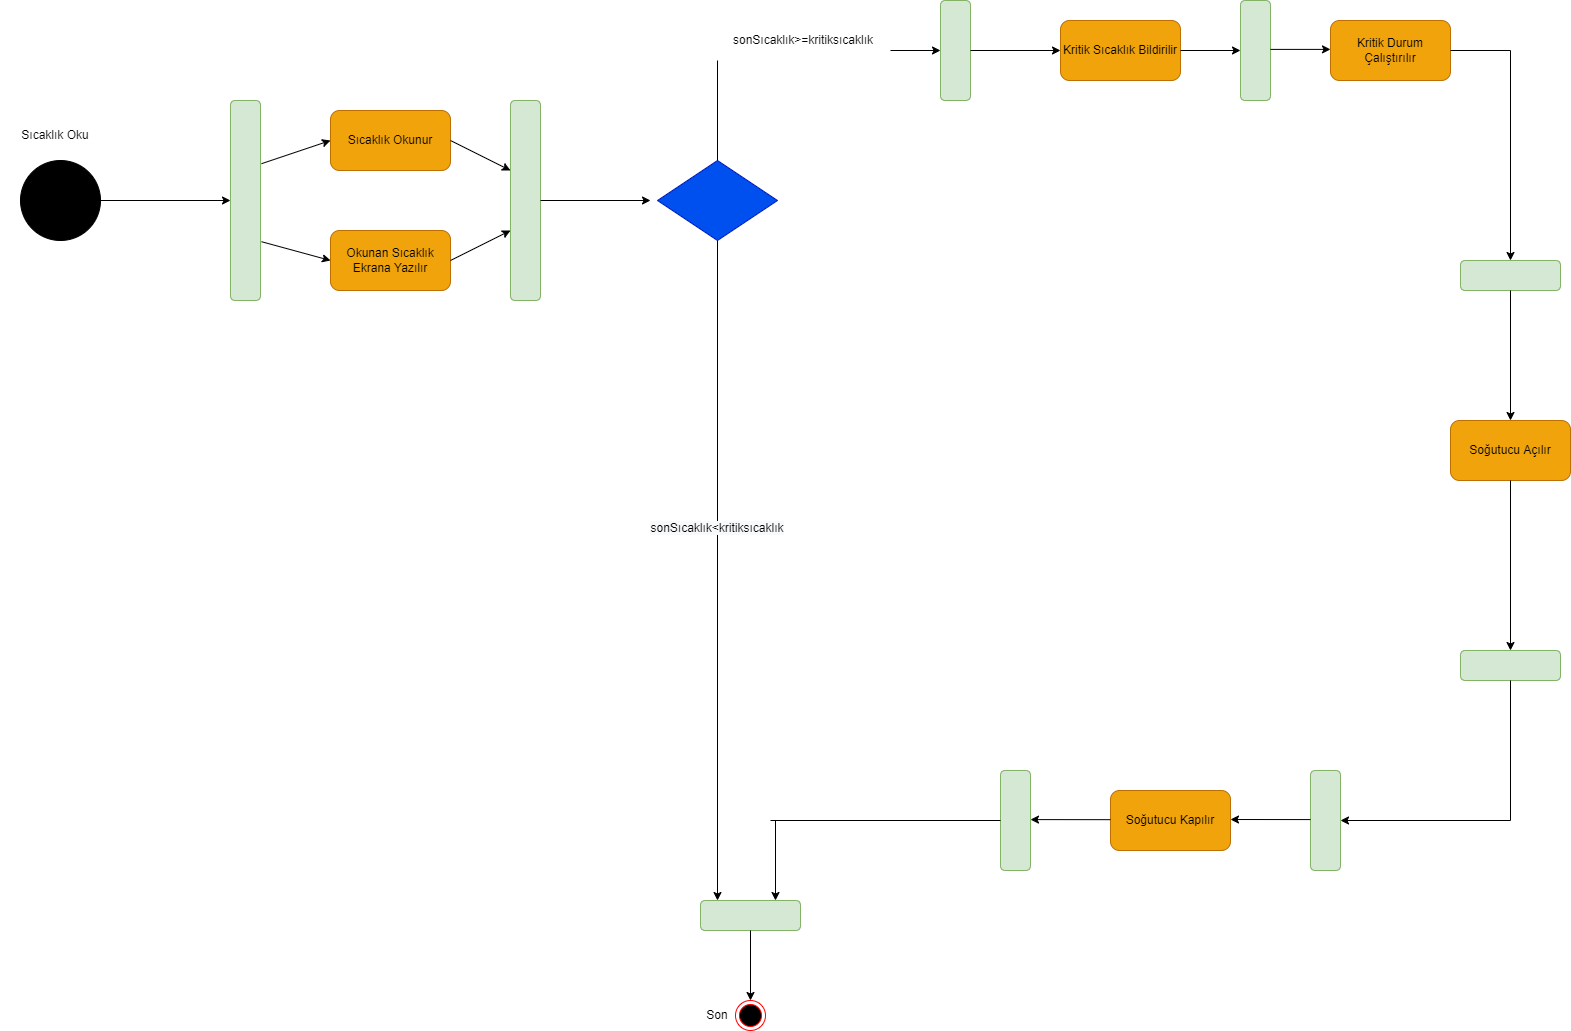 Sıcaklık Oku
Sıcaklık Okunur
Okunan Sıcaklık
Ekrana Yazılır
sonSıcaklık>=kritiksıcaklık
Kritik Sıcaklık Bildirilir
Kritik Durum
Çalıştırılır
Soğutucu Açılır
sonSıcaklık<kritiksıcaklık
Soğutucu Kapılır
Son